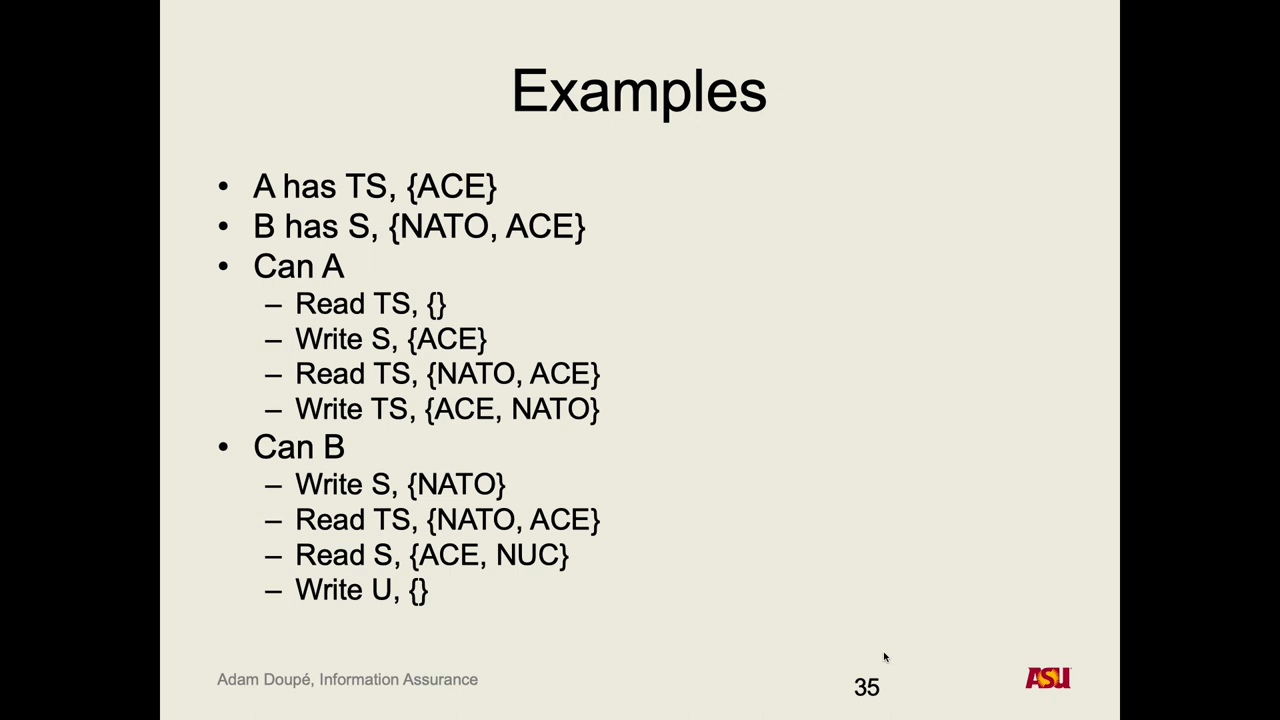 Examples
• A has TS, {ACE}
• B has S, {NATO, ACE}
• Can A
– Read TS, {}
– Write S, {ACE}
– Read TS, {NATO, ACE}
– Write TS, {ACE, NATO}
• Can B
– Write S, {NATO}
– Read TS, {NATO, ACE}
– Read S, {ACE, NUC}
– Write U, {}
Adam Doupé, Information Assurance
35
ASU